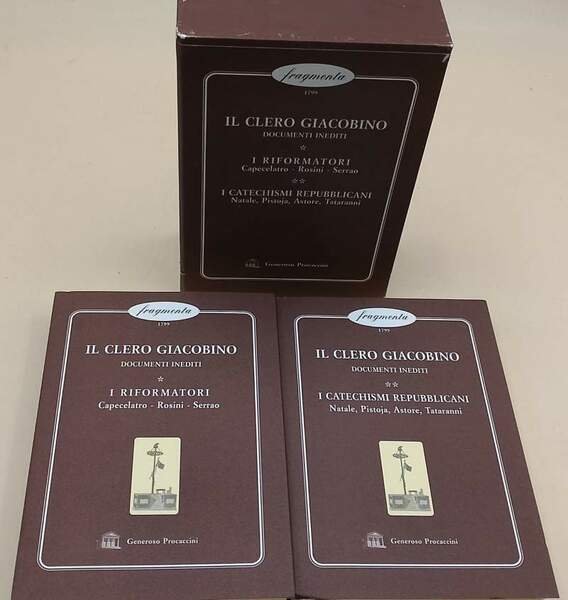 fragmenta
1799
IL CLERO GIACOBINO
DOCUMENTI INEDITI
*
I RIFORMATORI
Capecelatro - Rosini - Serrao
**
I CATECHISMI REPUBBLICANI
Natale, Pistoja, Astore, Tataranni
Generoso Procaccini
fragmenta
1799
IL CLERO GIACOBINO
DOCUMENTI INEDITI
*
I RIFORMATORI
Capecelatro - Rosini - Serrao
Generoso Procaccini
fragmenta
1799
IL CLERO GIACOBINO
DOCUMENTI INEDITI
**
I CATECHISMI REPUBBLICANI
Natale, Pistoja, Astore, Tataranni
Generoso Procaccini